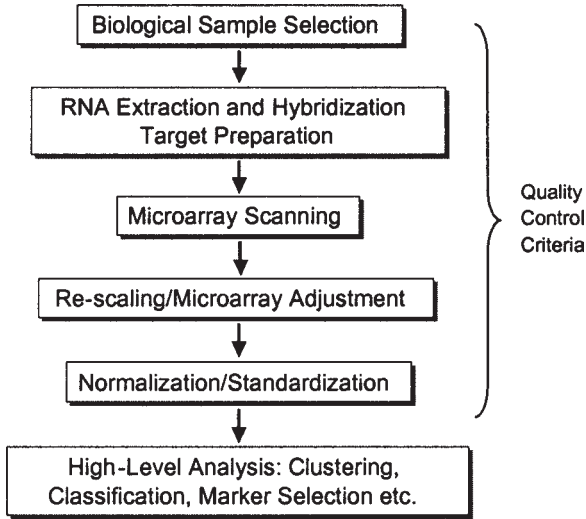 Biological Sample Selection
RNA Extraction and Hybridization
Target Preparation
Microarray Scanning
Re-scaling/Microarray Adjustment
Normalization/Standardization
High-Level Analysis: Clustering,
Classification, Marker Selection etc.
Quality
Control
Criteria